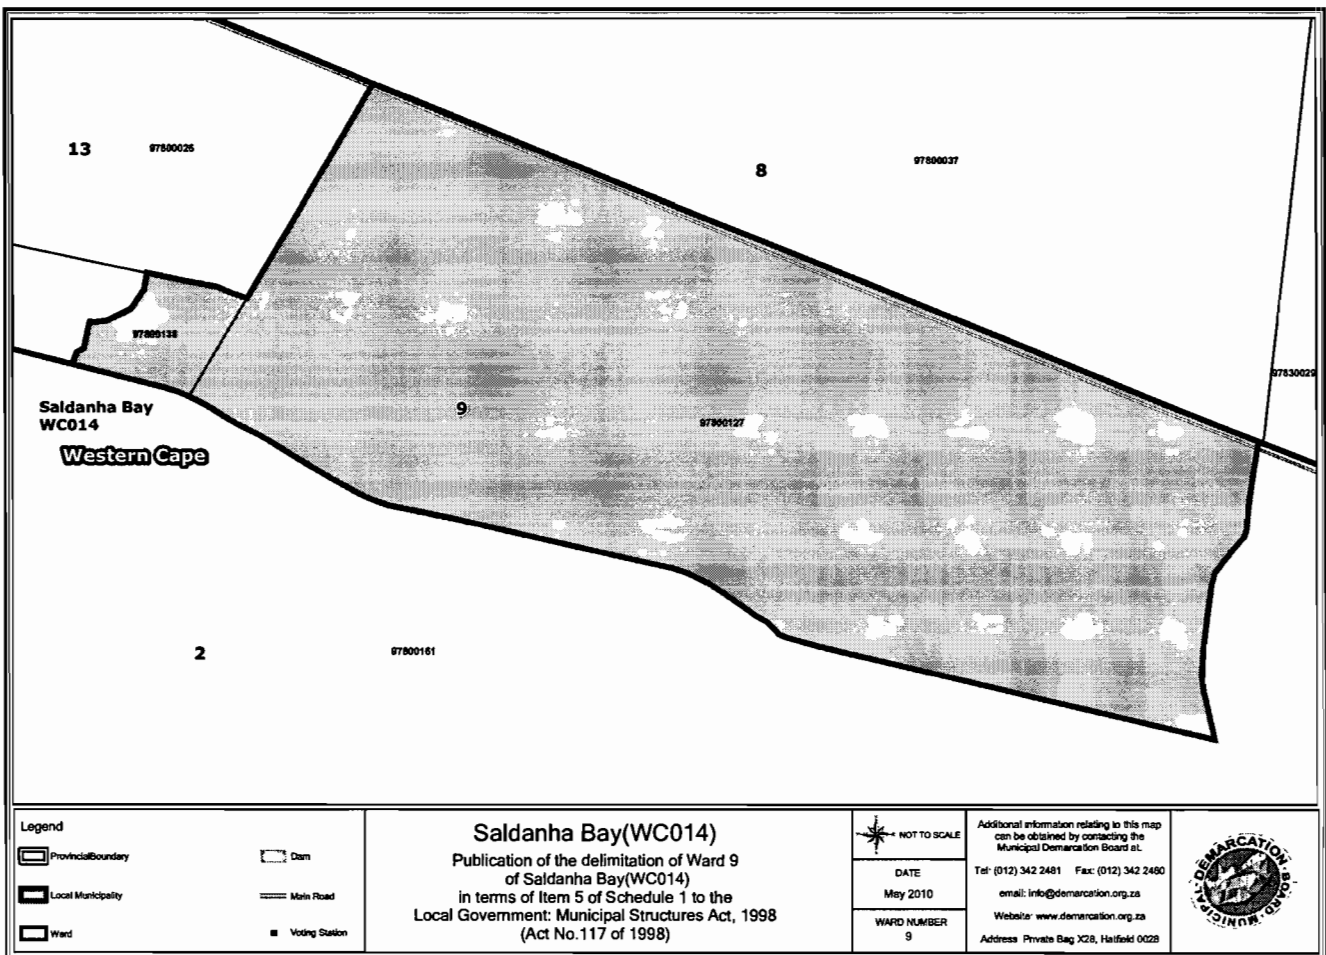 13
97800025
8
97800037
97800138
97830029
Saldanha Bay
WC014
Western Cape
9
97800127
2
97800161
Legend
ProvincialBoundary
Dam
Local Municipality
Main Road
Ward
Voting Station
Saldanha Bay(WC014)
Publication of the delimitation of Ward 9
of Saldanha Bay(WC014)
in terms of Item 5 of Schedule 1 to the
Local Government: Municipal Structures Act, 1998
(Act No.117 of 1998)
NOT TO SCALE
DATE
May 2010
WARD NUMBER
9
Additional information relating to this map
can be obtained by contacting the
Municipal Demarcation Board at.
Tel: (012) 342 2481 Fax: (012) 342 2480
email: info@demarcation.org.za
Website: www.demarcation.org.za
Address Private Bag X28, Hatfield 0028
MUNICIPAL DEMARCATION BOARD